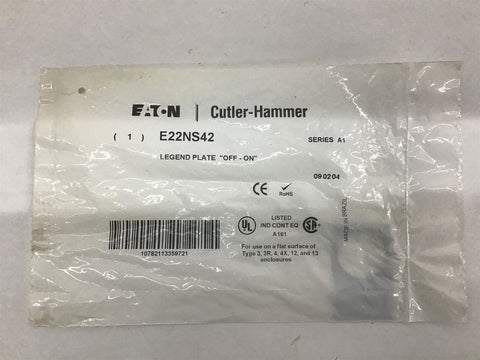 EATON | Cutler-Hammer
( 1 ) E22NS42 SERIES A1
LEGEND PLATE "OFF - ON"
090204
CE RoHS
UL LISTED
IND CONT EQ
A161
SA
MADE IN BRAZIL
10782113359721
For use on a flat surface of
Type 3, 3R, 4, 4X, 12, and 13
enclosures